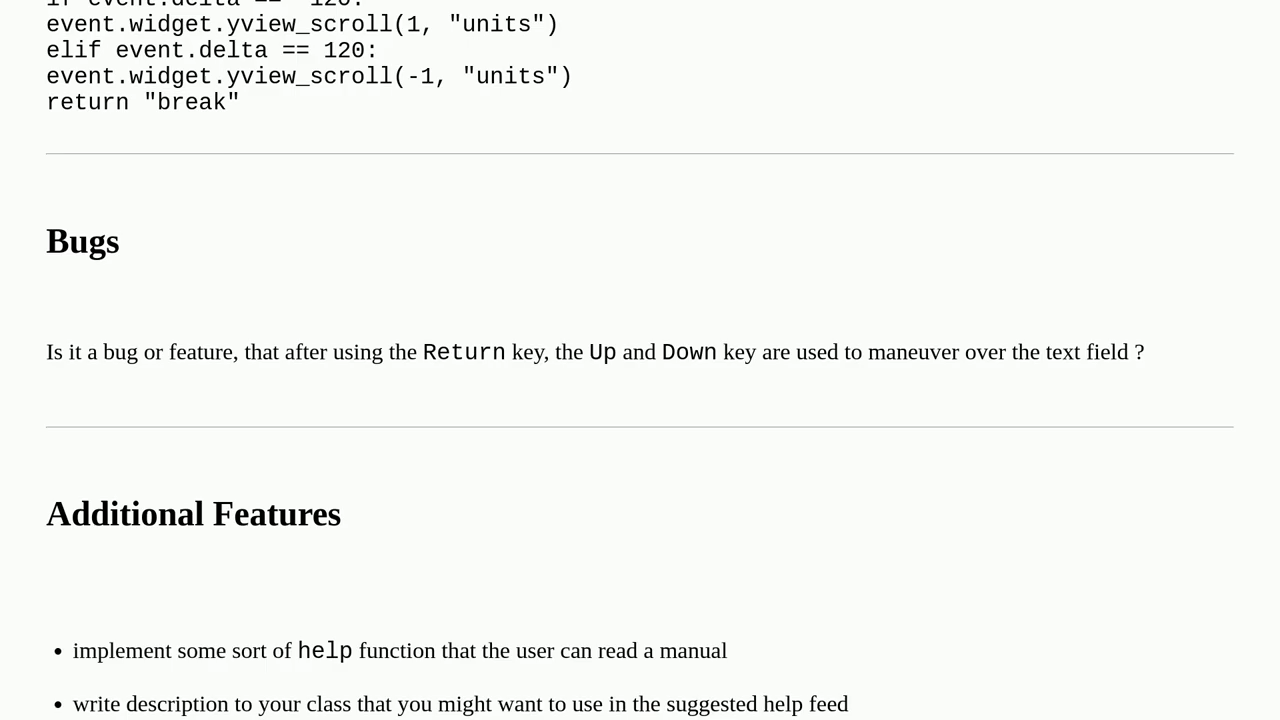 event.widget.yview_scroll(1, "units")
elif event.delta == 120:
event.widget.yview_scroll(-1, "units")
return "break"
Bugs
Is it a bug or feature, that after using the Return key, the Up and Down key are used to maneuver over the text field ?
Additional Features
• implement some sort of help function that the user can read a manual
• write description to your class that you might want to use in the suggested help feed